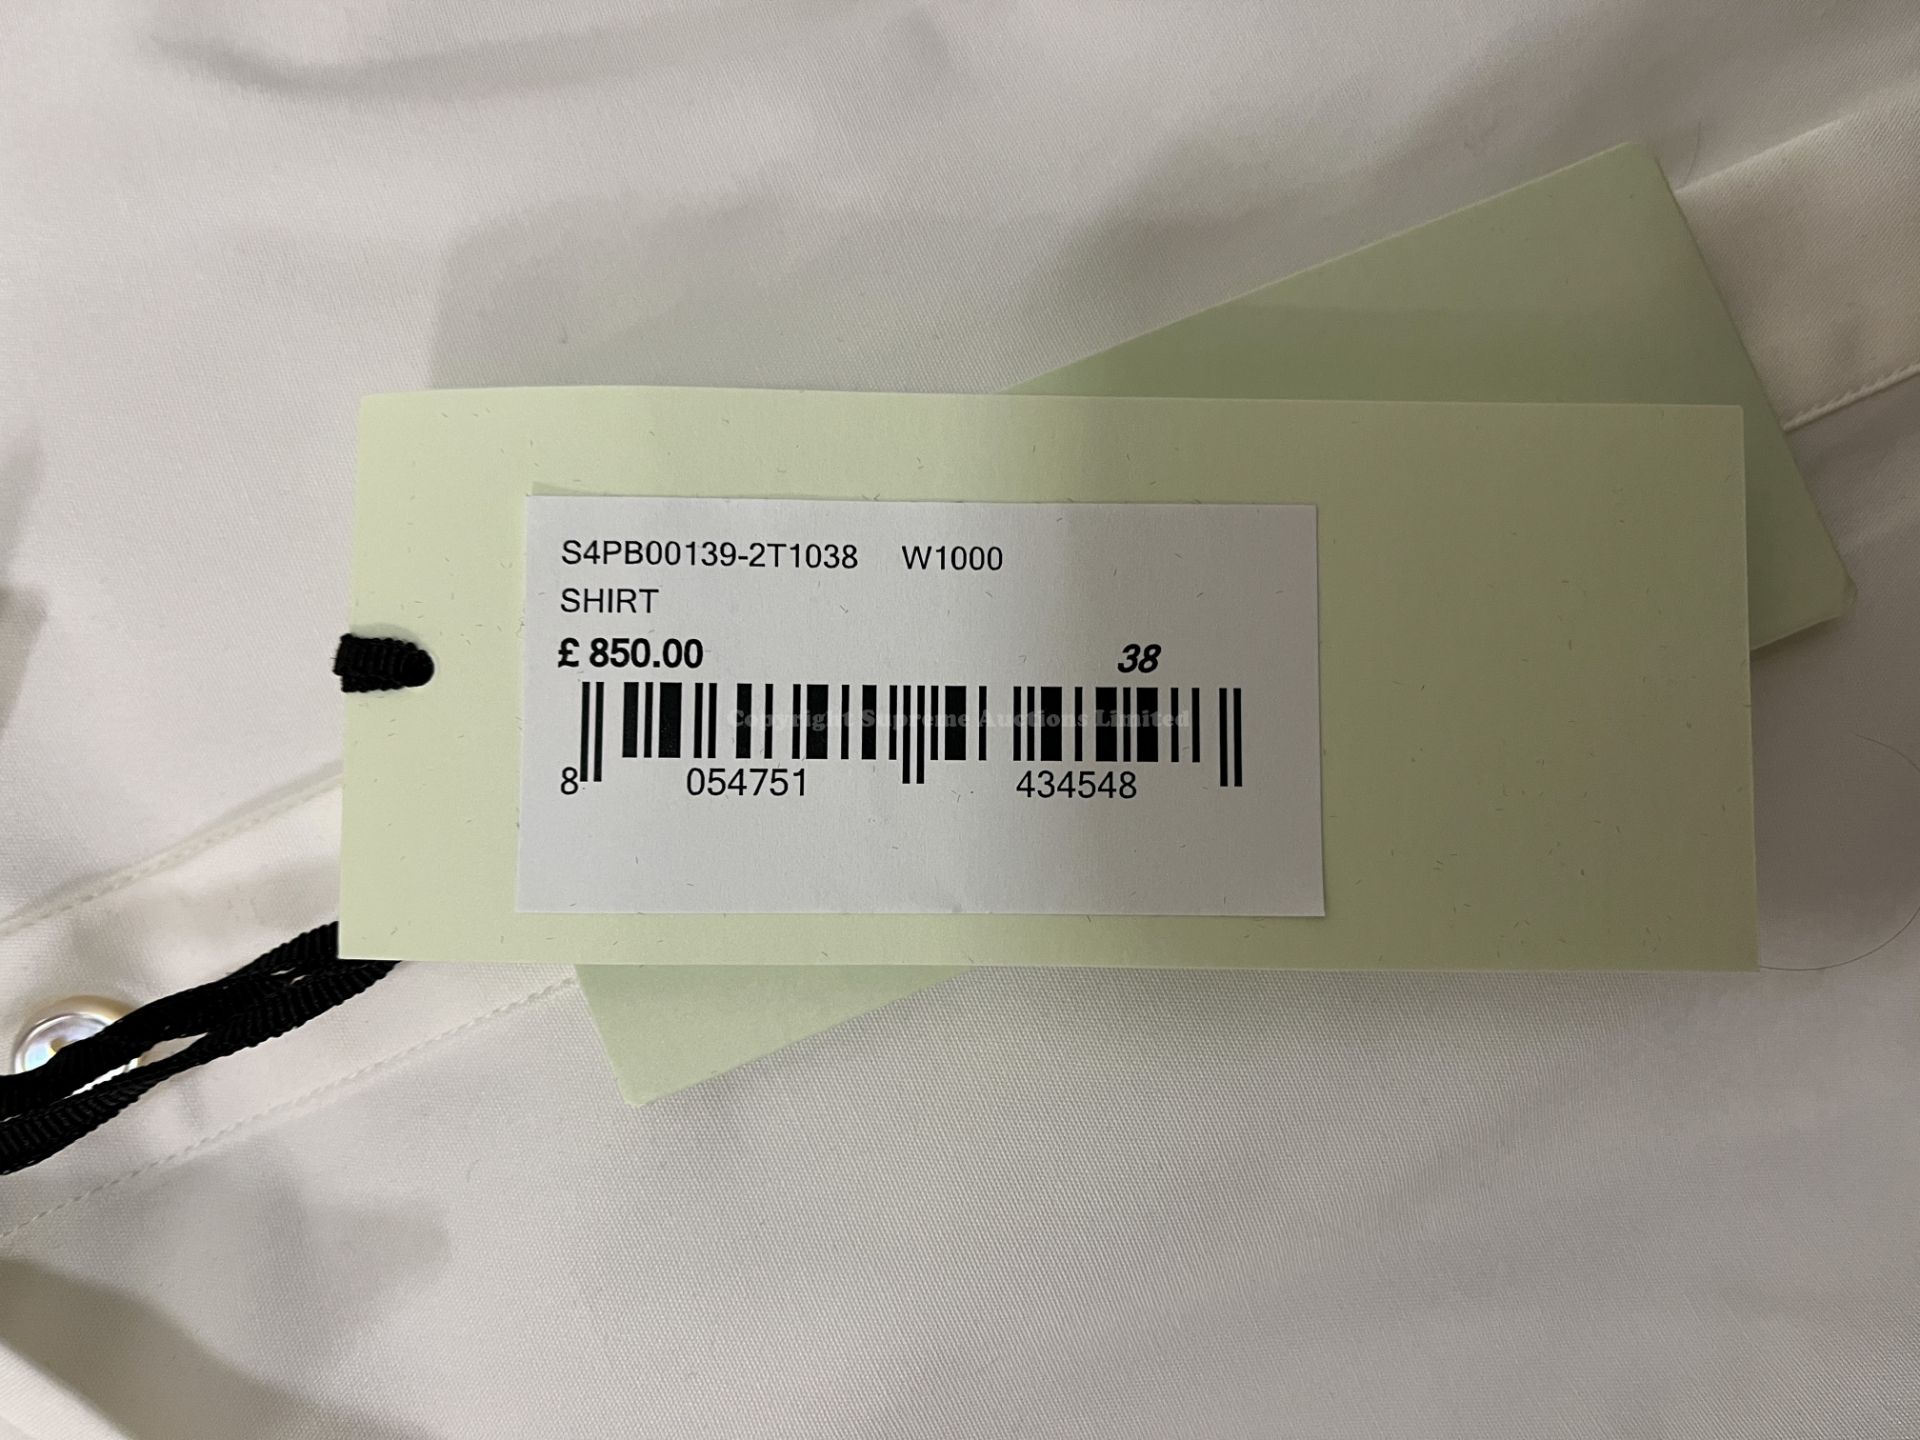 S4PB00139-2T1038 W1000
SHIRT
£ 850.00 38
Copyright Supreme Auctions Limited
8 054751 434548